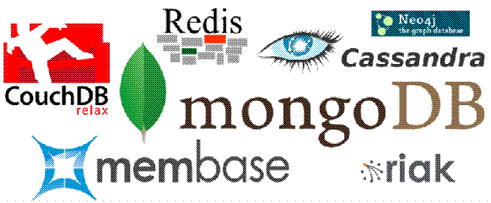 Redis
Neo4j
the graph database
Cassandra
CouchDB
relax
mongoDB
membase
riak